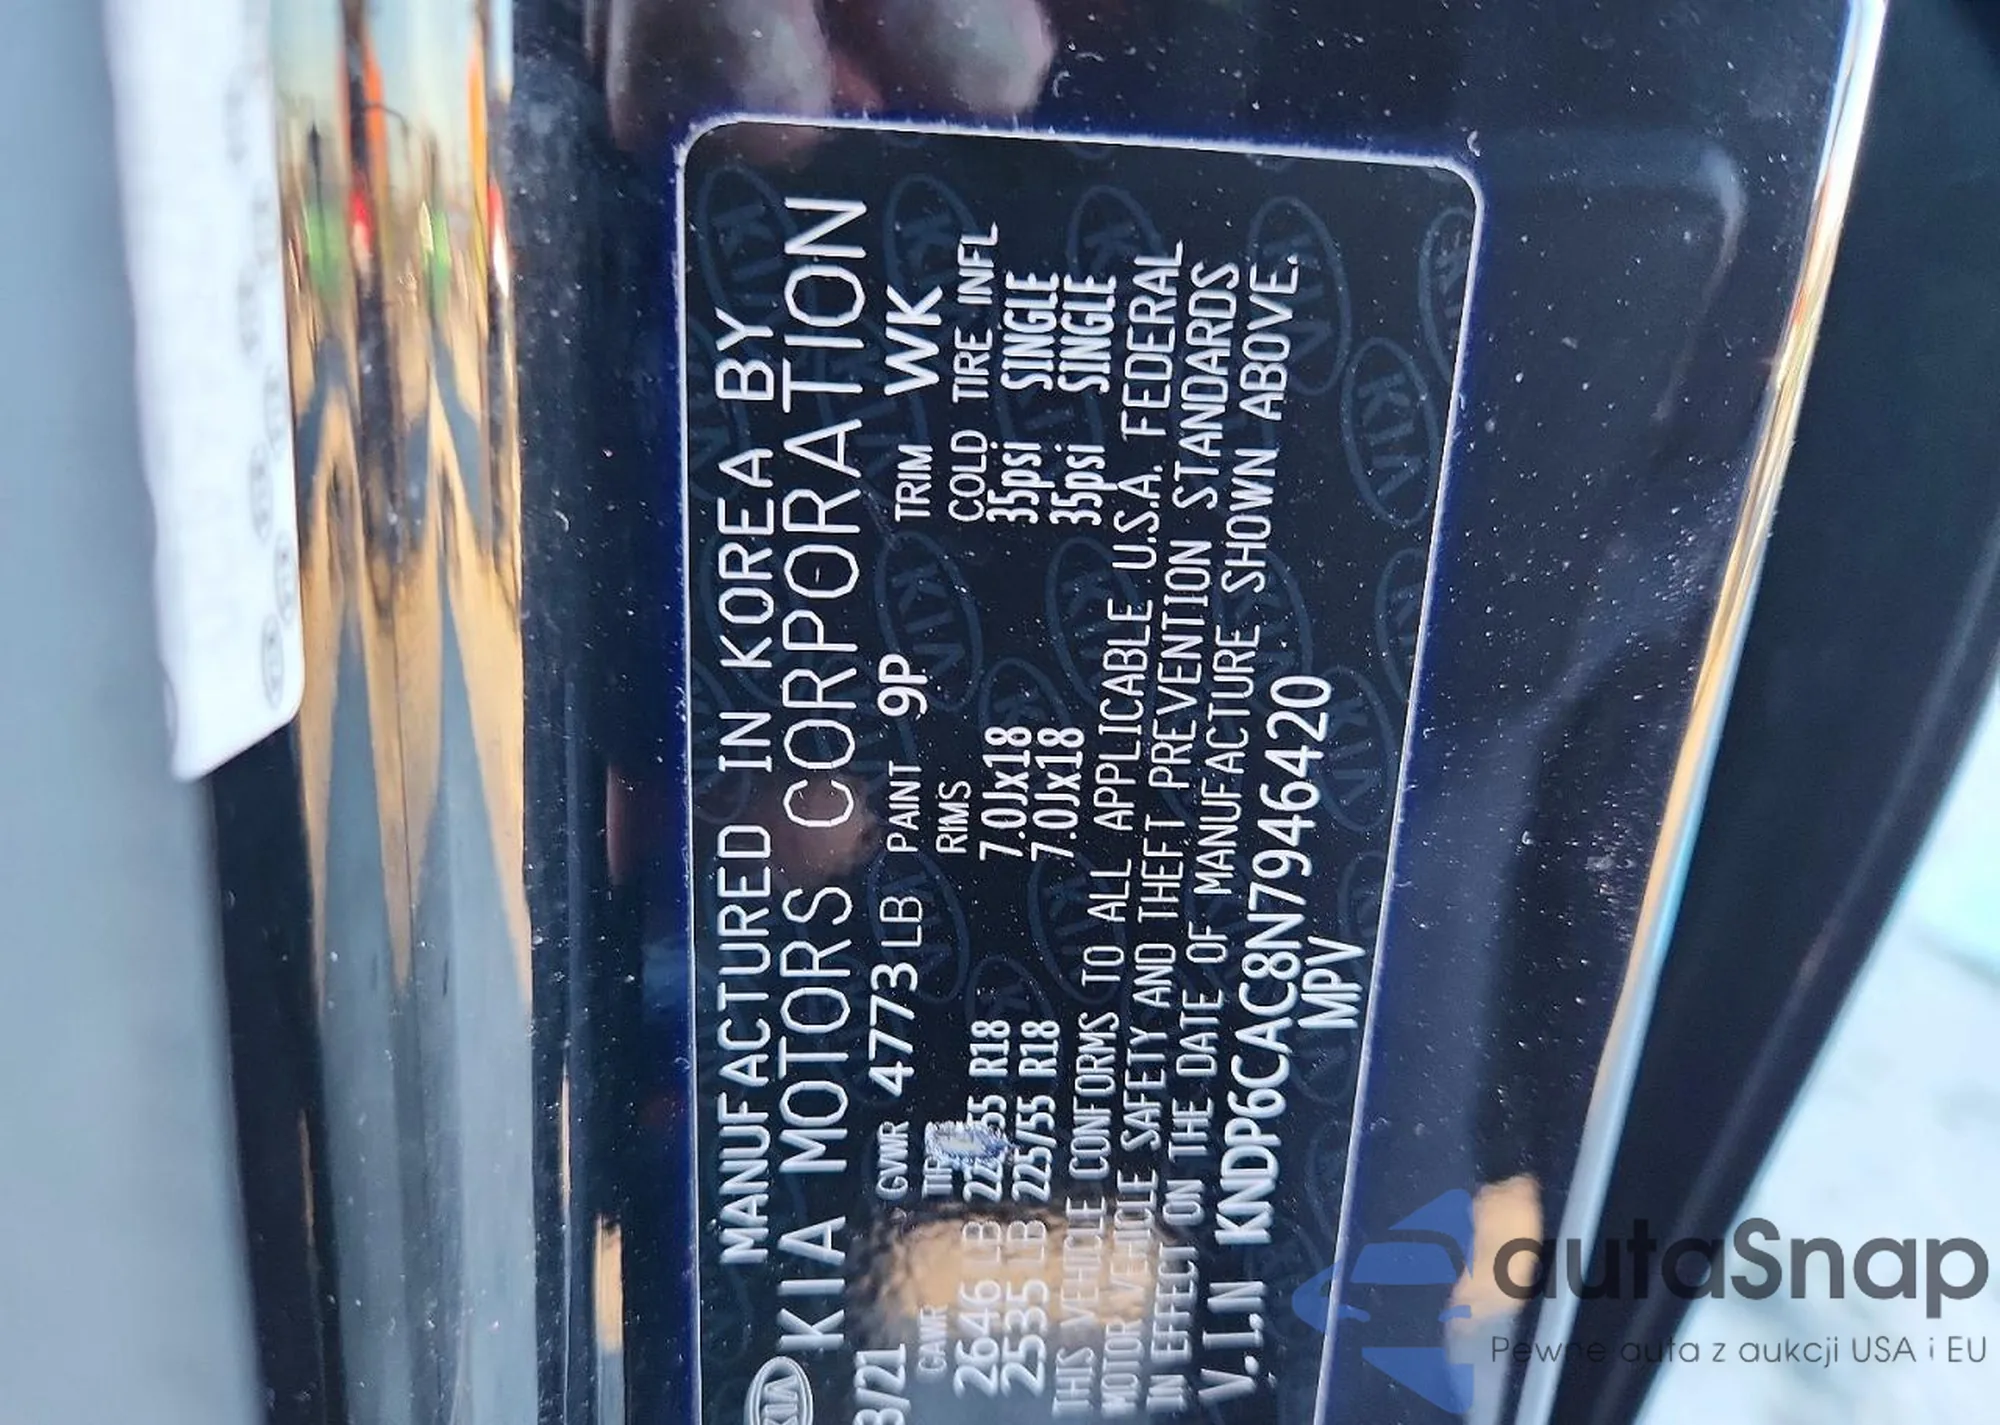 MANUFACTURED IN KOREA BY
KIA KIA MOTORS CORPORATION
3/21 GVWR 4773 LB PAINT 9P TRIM WK
GAWR RIMS COLD TIRE INFL
2646 LB 225/55 R18 7.0Jx18 35psi SINGLE
2535 LB 225/55 R18 7.0Jx18 35psi SINGLE
THIS VEHICLE CONFORMS TO ALL APPLICABLE U.S.A. FEDERAL
MOTOR VEHICLE SAFETY AND THEFT PREVENTION STANDARDS
IN EFFECT ON THE DATE OF MANUFACTURE SHOWN ABOVE.
V.I.N KNDP6CAC8N7946420
MPV
autaSnap
Pewne auta z aukcji USA i EU